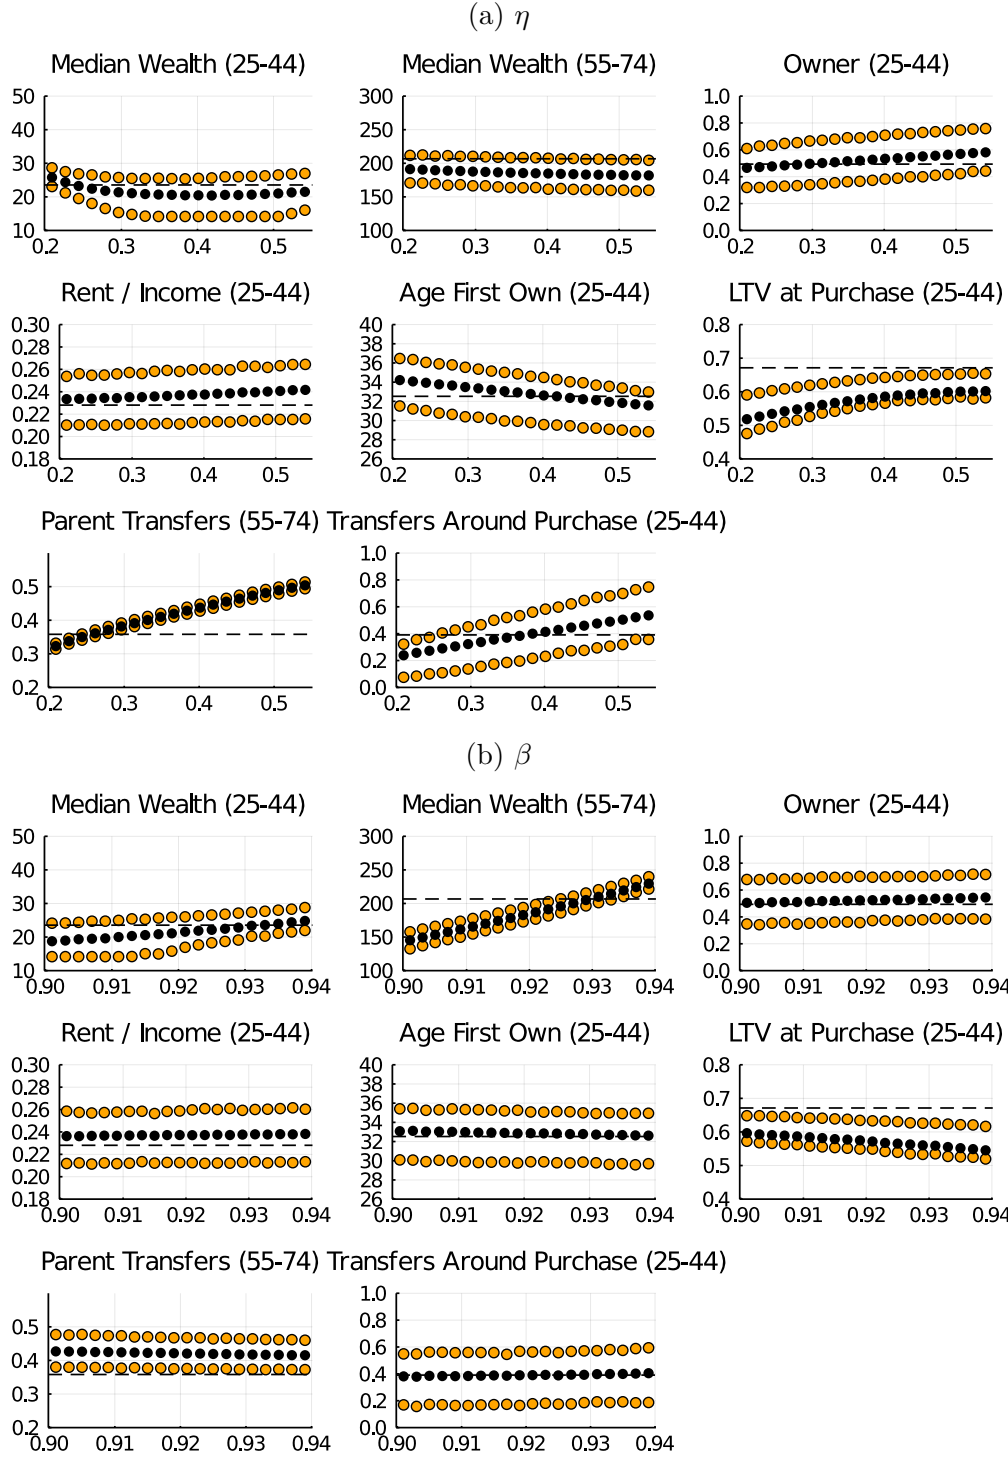 (a) η
Median Wealth (25-44) Median Wealth (55-74) Owner (25-44)
50 300 1.0
40 250 0.8
30 200 0.6
20 150 0.4
10 100 0.2
0.0
0.2 0.3 0.4 0.5 0.2 0.3 0.4 0.5 0.2 0.3 0.4 0.5
Rent / Income (25-44) Age First Own (25-44) LTV at Purchase (25-44)
0.30 40 0.8
0.28 38
0.26 36 0.7
0.24 34
0.22 32 0.6
0.20 30 0.5
0.18 28
26 0.4
0.2 0.3 0.4 0.5 0.2 0.3 0.4 0.5 0.2 0.3 0.4 0.5
Parent Transfers (55-74) Transfers Around Purchase (25-44)
0.5 1.0
0.4 0.8
0.3 0.6
0.2 0.4
0.2
0.0
0.2 0.3 0.4 0.5 0.2 0.3 0.4 0.5
(b) β
Median Wealth (25-44) Median Wealth (55-74) Owner (25-44)
50 300 1.0
40 250 0.8
30 200 0.6
20 150 0.4
10 100 0.2
0.0
0.90 0.91 0.92 0.93 0.94 0.90 0.91 0.92 0.93 0.94 0.90 0.91 0.92 0.93 0.94
Rent / Income (25-44) Age First Own (25-44) LTV at Purchase (25-44)
0.30 40 0.8
0.28 38
0.26 36 0.7
0.24 34
0.22 32 0.6
0.20 30 0.5
0.18 28
26 0.4
0.90 0.91 0.92 0.93 0.94 0.90 0.91 0.92 0.93 0.94 0.90 0.91 0.92 0.93 0.94
Parent Transfers (55-74) Transfers Around Purchase (25-44)
0.5 1.0
0.4 0.8
0.3 0.6
0.2 0.4
0.2
0.0
0.90 0.91 0.92 0.93 0.94 0.90 0.91 0.92 0.93 0.94